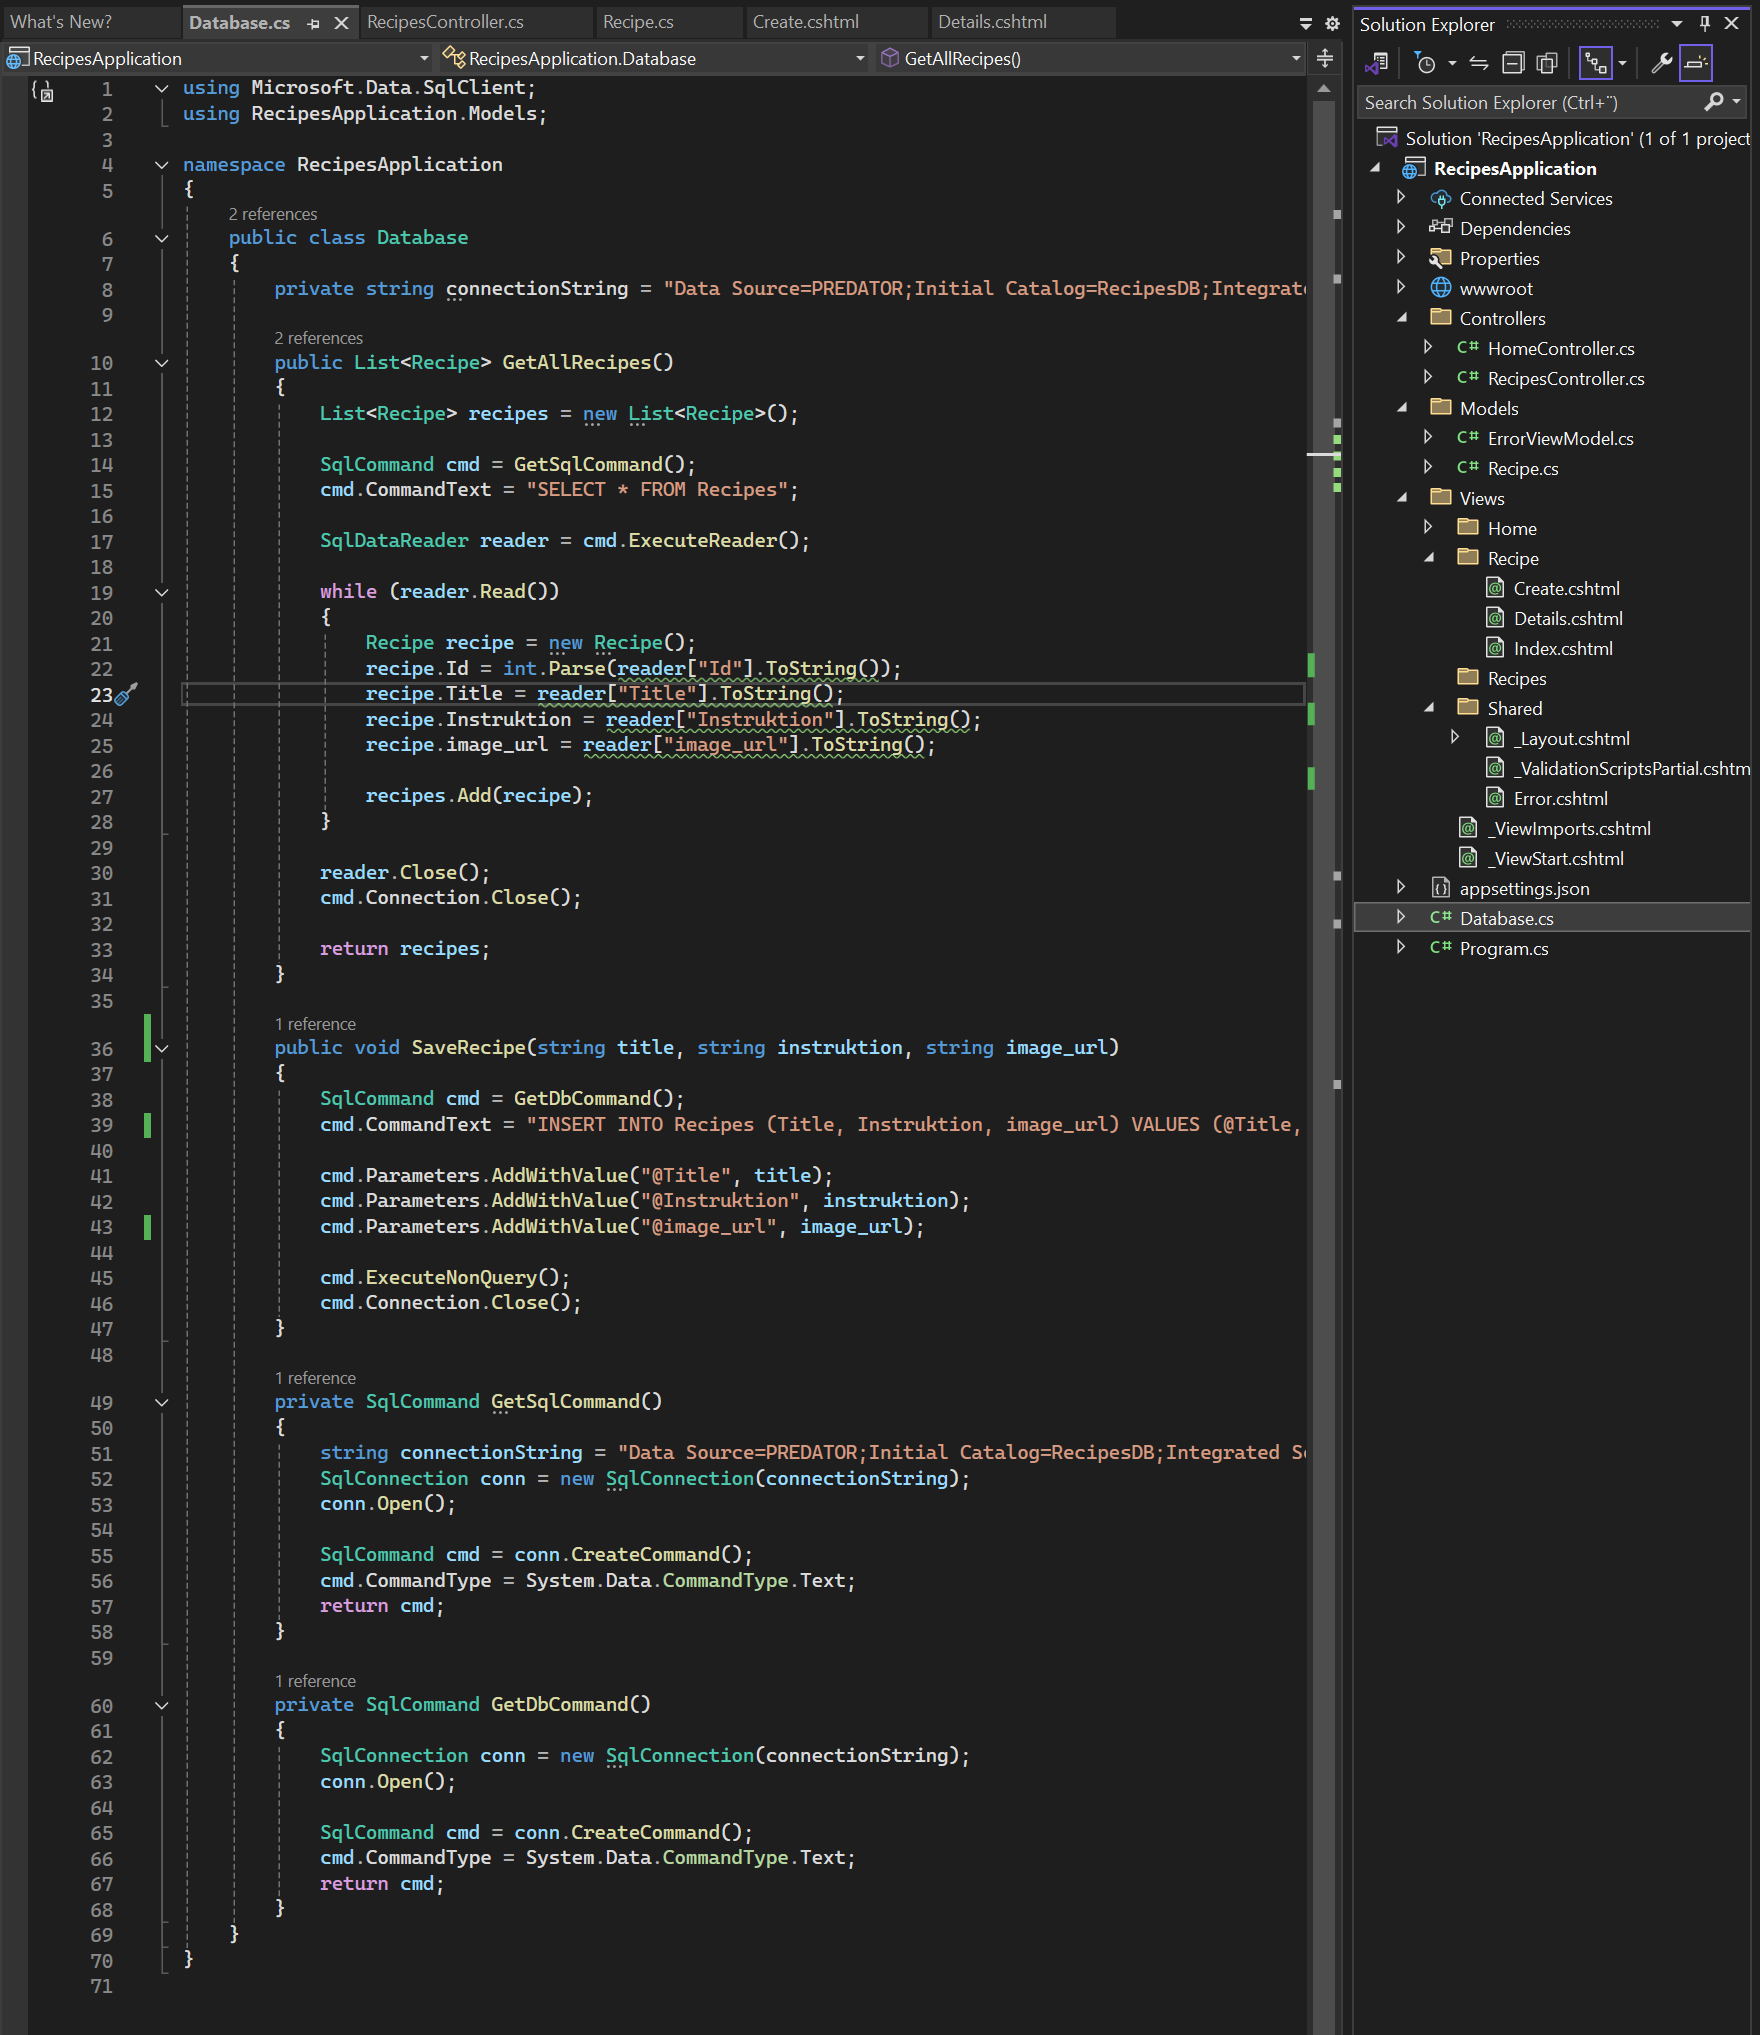 What's New?
Database.cs
RecipesController.cs
Recipe.cs
Create.cshtml
Details.cshtml
RecipesApplication
RecipesApplication.Database
GetAllRecipes()
1 using Microsoft.Data.SqlClient;
2 using RecipesApplication.Models;
3
4 namespace RecipesApplication
5 {
2 references
6 public class Database
7 {
8 private string connectionString = "Data Source=PREDATOR;Initial Catalog=RecipesDB;Integrate
9
2 references
10 public List<Recipe> GetAllRecipes()
11 {
12 List<Recipe> recipes = new List<Recipe>();
13
14 SqlCommand cmd = GetSqlCommand();
15 cmd.CommandText = "SELECT * FROM Recipes";
16
17 SqlDataReader reader = cmd.ExecuteReader();
18
19 while (reader.Read())
20 {
21 Recipe recipe = new Recipe();
22 recipe.Id = int.Parse(reader["Id"].ToString());
23 recipe.Title = reader["Title"].ToString();
24 recipe.Instruktion = reader["Instruktion"].ToString();
25 recipe.image_url = reader["image_url"].ToString();
26
27 recipes.Add(recipe);
28 }
29
30 reader.Close();
31 cmd.Connection.Close();
32
33 return recipes;
34 }
35
1 reference
36 public void SaveRecipe(string title, string instruktion, string image_url)
37 {
38 SqlCommand cmd = GetDbCommand();
39 cmd.CommandText = "INSERT INTO Recipes (Title, Instruktion, image_url) VALUES (@Title,
40
41 cmd.Parameters.AddWithValue("@Title", title);
42 cmd.Parameters.AddWithValue("@Instruktion", instruktion);
43 cmd.Parameters.AddWithValue("@image_url", image_url);
44
45 cmd.ExecuteNonQuery();
46 cmd.Connection.Close();
47 }
48
1 reference
49 private SqlCommand GetSqlCommand()
50 {
51 string connectionString = "Data Source=PREDATOR;Initial Catalog=RecipesDB;Integrated S
52 SqlConnection conn = new SqlConnection(connectionString);
53 conn.Open();
54
55 SqlCommand cmd = conn.CreateCommand();
56 cmd.CommandType = System.Data.CommandType.Text;
57 return cmd;
58 }
59
1 reference
60 private SqlCommand GetDbCommand()
61 {
62 SqlConnection conn = new SqlConnection(connectionString);
63 conn.Open();
64
65 SqlCommand cmd = conn.CreateCommand();
66 cmd.CommandType = System.Data.CommandType.Text;
67 return cmd;
68 }
69 }
70 }
71
Solution Explorer
Search Solution Explorer (Ctrl+¨)
Solution 'RecipesApplication' (1 of 1 project
RecipesApplication
Connected Services
Dependencies
Properties
wwwroot
Controllers
C# HomeController.cs
C# RecipesController.cs
Models
C# ErrorViewModel.cs
C# Recipe.cs
Views
Home
Recipe
Create.cshtml
Details.cshtml
Index.cshtml
Recipes
Shared
_Layout.cshtml
_ValidationScriptsPartial.cshtm
Error.cshtml
_ViewImports.cshtml
_ViewStart.cshtml
appsettings.json
C# Database.cs
C# Program.cs